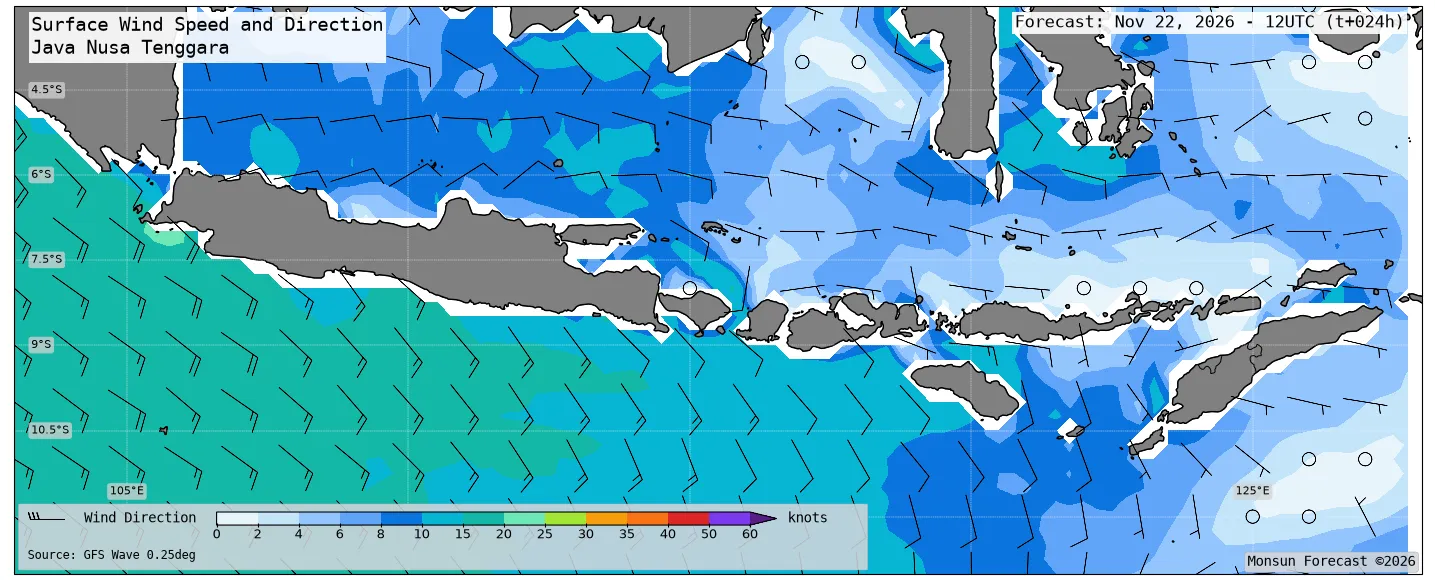 Surface Wind Speed and Direction
Java Nusa Tenggara
Forecast: Nov 22, 2026 - 12UTC (t+024h)
4.5°S
6°S
7.5°S
9°S
10.5°S
105°E
125°E
Wind Direction
0 2 4 6 8 10 15 20 25 30 40 50 60
knots
Source: GFS Wave 0.25deg
Monsun Forecast ©2026